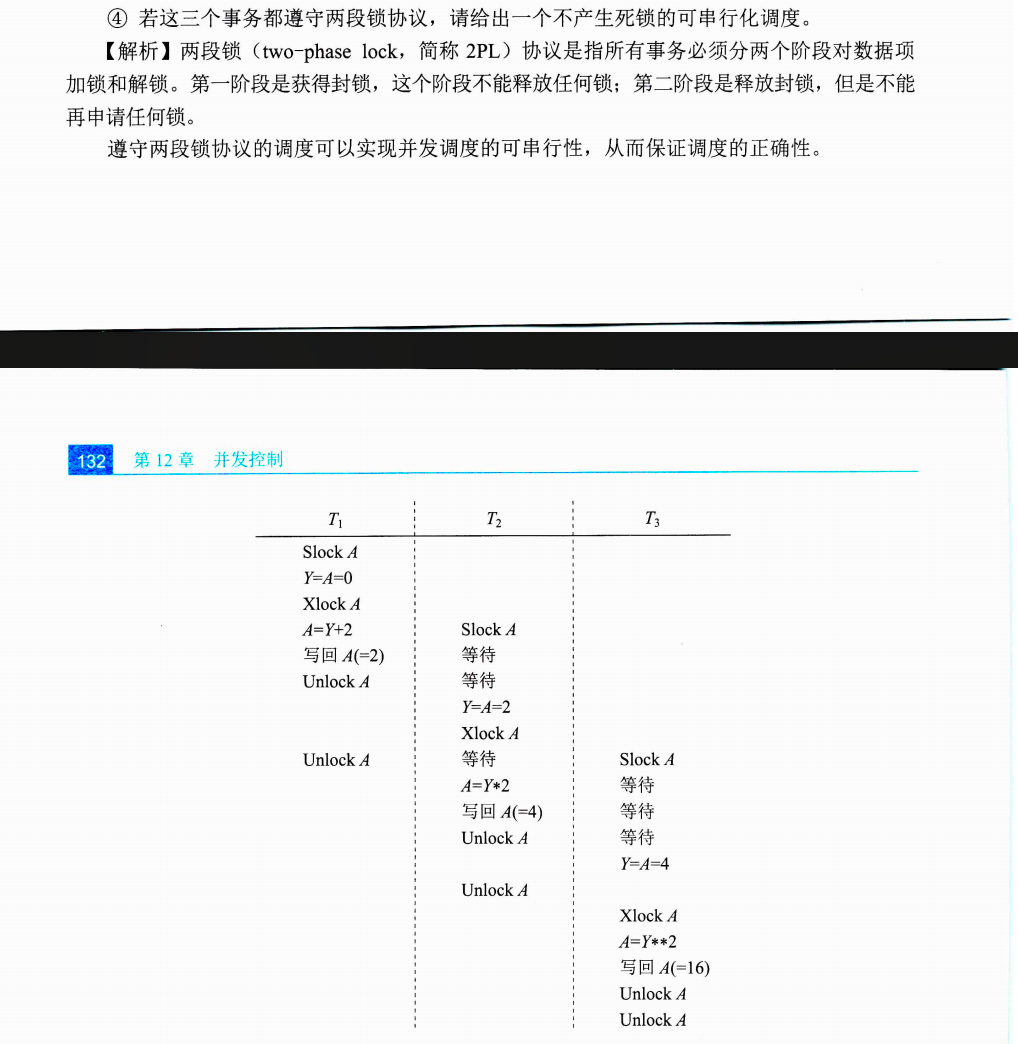 ④ 若这三个事务都遵守两段锁协议，请给出一个不产生死锁的可串行化调度。
【解析】两段锁（two-phase lock，简称 2PL）协议是指所有事务必须分两个阶段对数据项
加锁和解锁。第一阶段是获得封锁，这个阶段不能释放任何锁；第二阶段是释放封锁，但是不能
再申请任何锁。
遵守两段锁协议的调度可以实现并发调度的可串行性，从而保证调度的正确性。
132 第 12 章 并发控制
T1 T2 T3
Slock A
Y=A=0
Xlock A
A=Y+2 Slock A
写回 A(=2) 等待
Unlock A 等待
Y=A=2
Xlock A
Unlock A 等待 Slock A
A=Y*2 等待
写回 A(=4) 等待
Unlock A 等待
Y=A=4
Unlock A
Xlock A
A=Y**2
写回 A(=16)
Unlock A
Unlock A